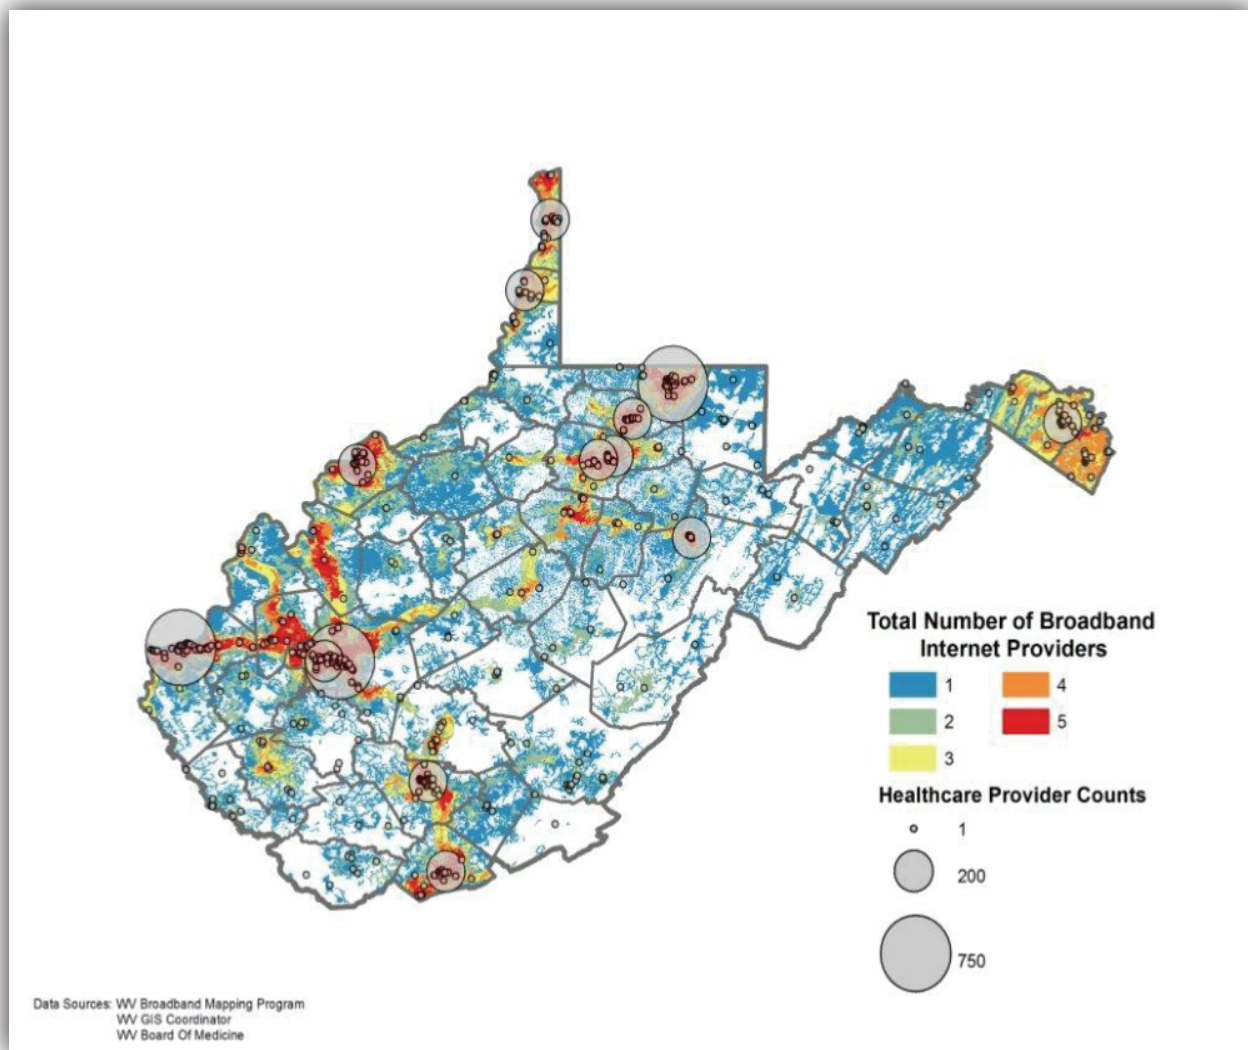 Total Number of Broadband
Internet Providers
1 4
2 5
3
Healthcare Provider Counts
1
200
750
Data Sources: WV Broadband Mapping Program
WV GIS Coordinator
WV Board Of Medicine